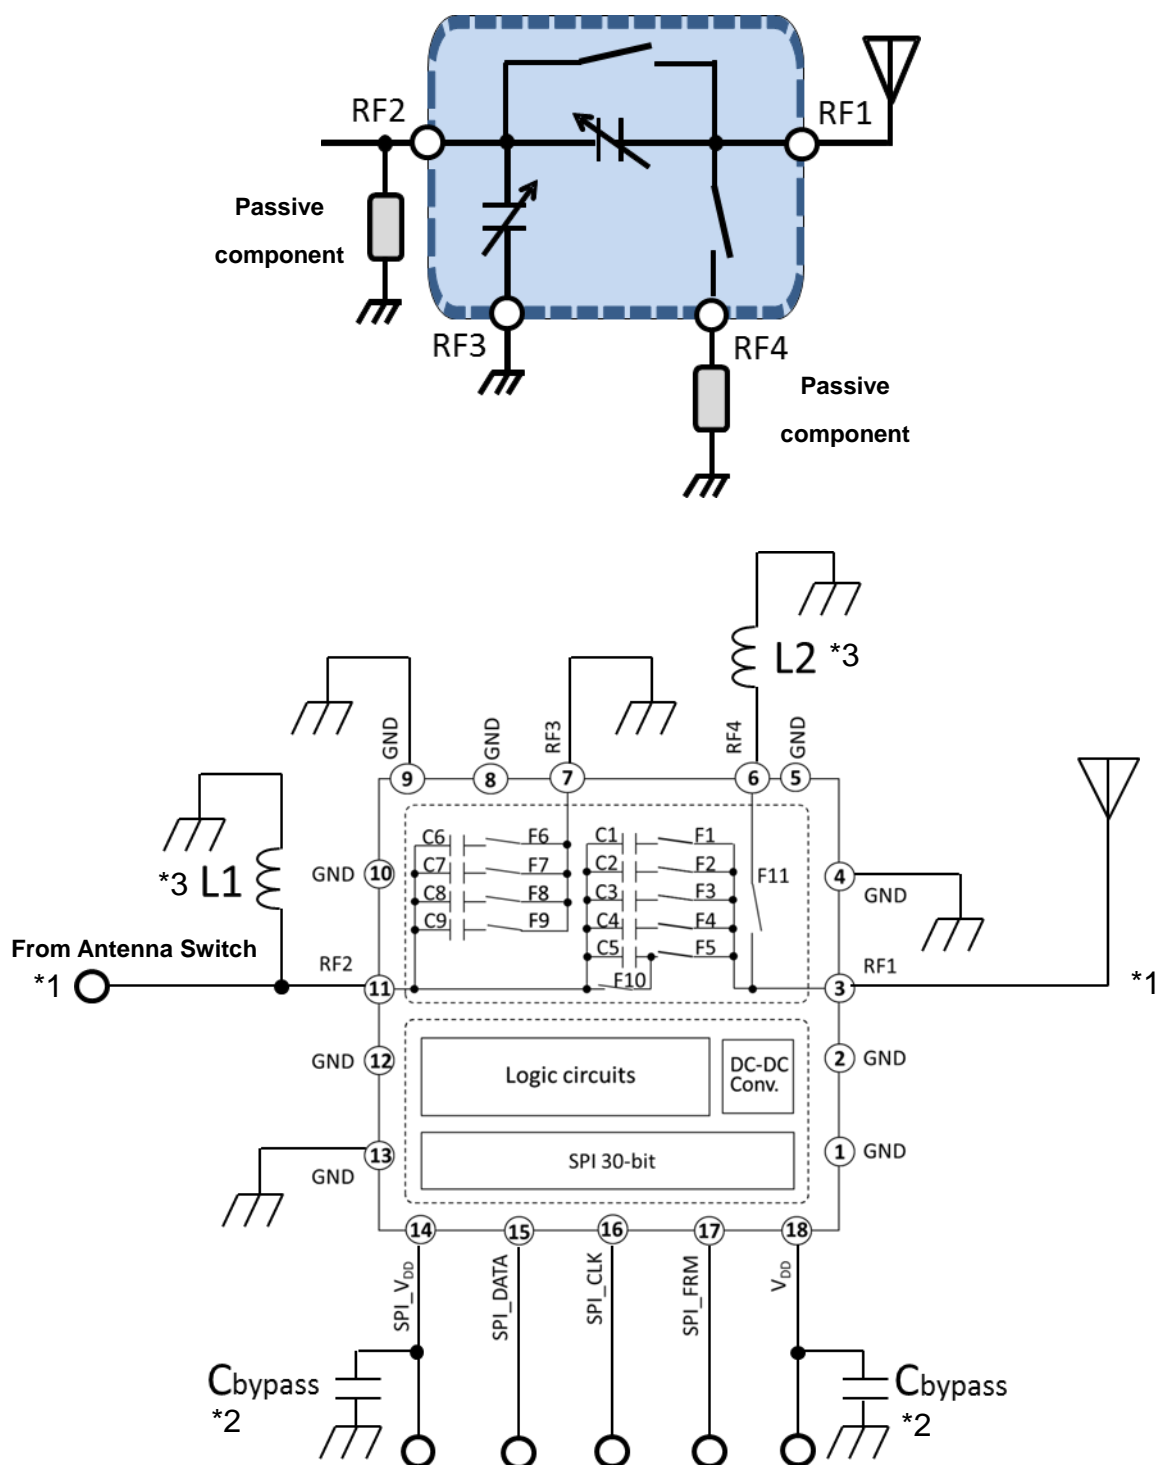 RF2
RF1
Passive
component
RF3
RF4
Passive
component
L2 *3
GND
GND
RF3
RF4
GND
9
8
7
6
5
C6
F6
C1
F1
C7
F7
C2
F2
C8
F8
C3
F3
C9
F9
C4
F4
C5
F5
F10
F11
*3 L1
GND
10
4
GND
From Antenna Switch
*1
RF2
11
RF1
3
*1
GND
12
2
GND
Logic circuits
DC-DC
Conv.
SPI 30-bit
13
GND
1
GND
14
15
16
17
18
SPI_VDD
SPI_DATA
SPI_CLK
SPI_FRM
VDD
Cbypass
*2
Cbypass
*2